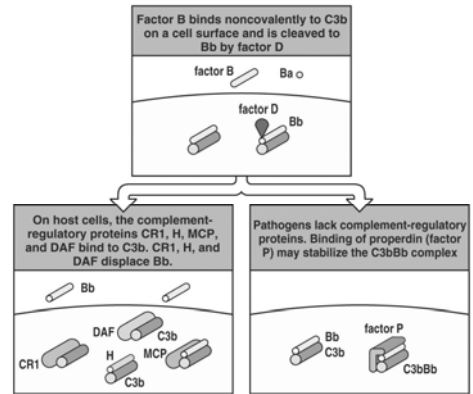 Factor B binds noncovalently to C3b
on a cell surface and is cleaved to
Bb by factor D
factor B
Ba
factor D
Bb
On host cells, the complement-
regulatory proteins CR1, H, MCP,
and DAF bind to C3b. CR1, H, and
DAF displace Bb.
Bb
DAF
C3b
CR1
H
MCP
C3b
Pathogens lack complement-regulatory
proteins. Binding of properdin (factor
P) may stabilize the C3bBb complex
Bb
C3b
factor P
C3bBb